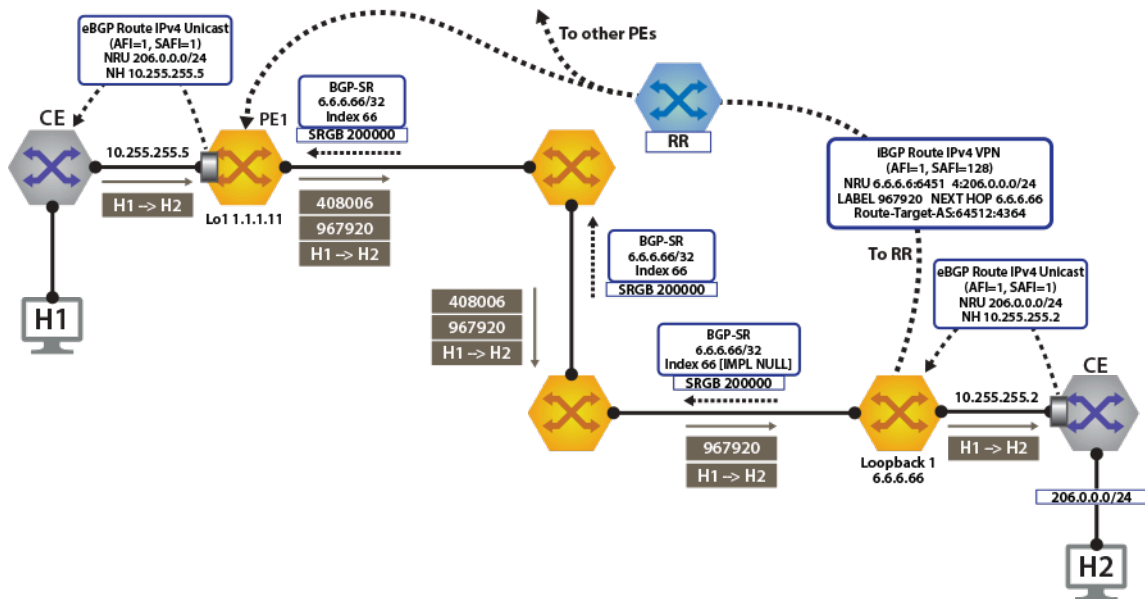 eBGP Route IPv4 Unicast
(AFI=1, SAFI=1)
NRU 206.0.0.0/24
NH 10.255.255.5
To other PEs
CE
PE1
BGP-SR
6.6.6.66/32
Index 66
SRGB 200000
RR
10.255.255.5
H1 --> H2
Lo1 1.1.1.11
408006
967920
H1 --> H2
iBGP Route IPv4 VPN
(AFI=1, SAFI=128)
NRU 6.6.6.6:6451 4:206.0.0.0/24
LABEL 967920 NEXT HOP 6.6.6.66
Route-Target-AS:64512:4364
To RR
BGP-SR
6.6.6.66/32
Index 66
SRGB 200000
eBGP Route IPv4 Unicast
(AFI=1, SAFI=1)
NRU 206.0.0.0/24
NH 10.255.255.2
H1
408006
967920
H1 --> H2
BGP-SR
6.6.6.66/32
Index 66 [IMPL NULL]
SRGB 200000
CE
10.255.255.2
967920
H1 --> H2
Loopback 1
6.6.6.66
H1 --> H2
206.0.0.0/24
H2